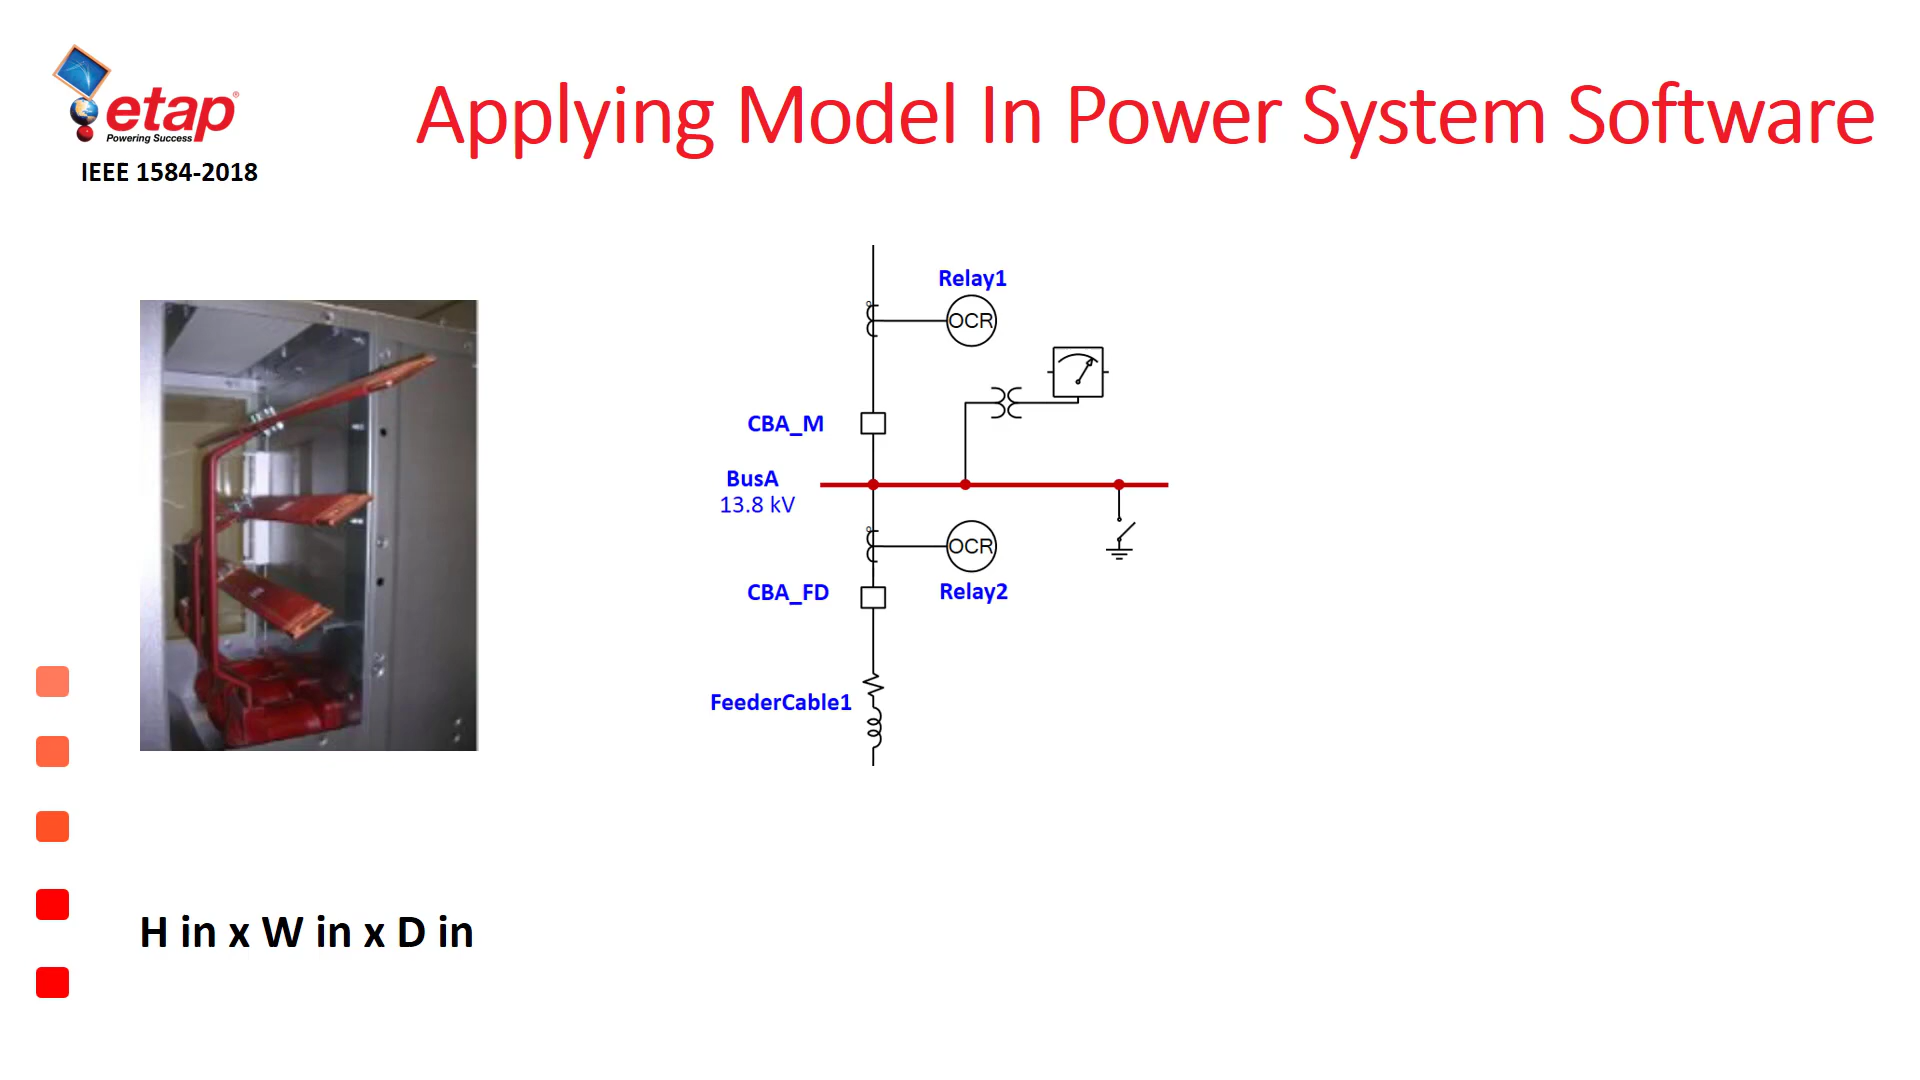 etap®
Powering Success
IEEE 1584-2018
Applying Model In Power System Software
Relay1
OCR
CBA_M
BusA
13.8 kV
OCR
CBA_FD
Relay2
FeederCable1
H in x W in x D in